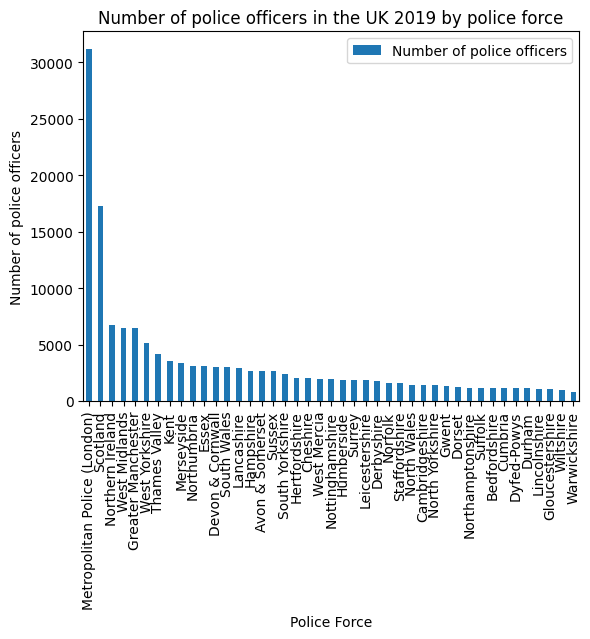 Number of police officers in the UK 2019 by police force
Number of police officers
30000
25000
20000
15000
10000
5000
0
Number of police officers
Metropolitan Police (London)
Scotland
Northern Ireland
West Midlands
Greater Manchester
West Yorkshire
Thames Valley
Kent
Merseyside
Northumbria
Essex
Devon & Cornwall
South Wales
Lancashire
Hampshire
Avon & Somerset
Sussex
South Yorkshire
Hertfordshire
Cheshire
West Mercia
Nottinghamshire
Humberside
Surrey
Leicestershire
Derbyshire
Norfolk
Staffordshire
North Wales
Cambridgeshire
North Yorkshire
Gwent
Dorset
Northamptonshire
Suffolk
Bedfordshire
Cumbria
Dyfed-Powys
Durham
Lincolnshire
Gloucestershire
Wiltshire
Warwickshire
Police Force